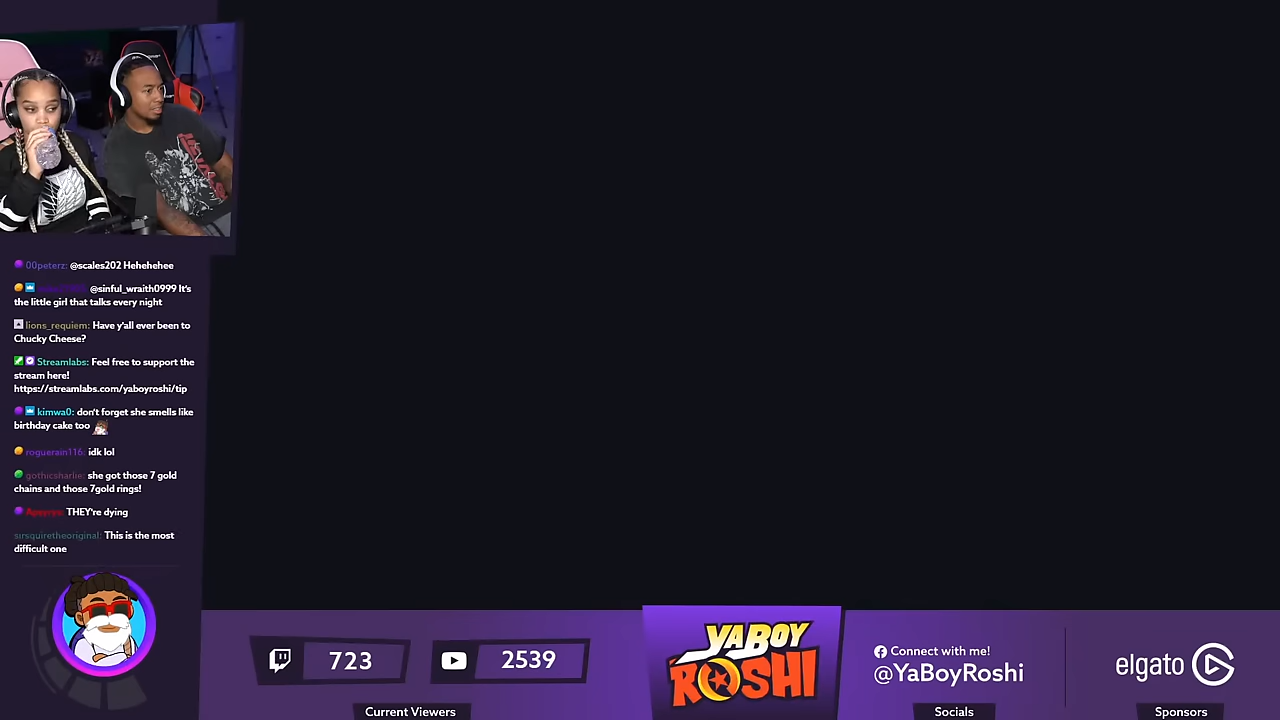 00peterz: @scales202 Hehehehee
@sinful_wraith0999 It's
the little girl that talks every night
lions_requiem: Have y'all ever been to
Chucky Cheese?
Streamlabs: Feel free to support the
stream here!
https://streamlabs.com/yaboyroshi/tip
kimwa0: don't forget she smells like
birthday cake too
roguerain116: idk lol
gothicsharlie: she got those 7 gold
chains and those 7gold rings!
THEY're dying
sirsquiretheoriginal: This is the most
difficult one
723
2539
Current Viewers
YABOY
ROSHI
Connect with me!
@YaBoyRoshi
Socials
elgato
Sponsors